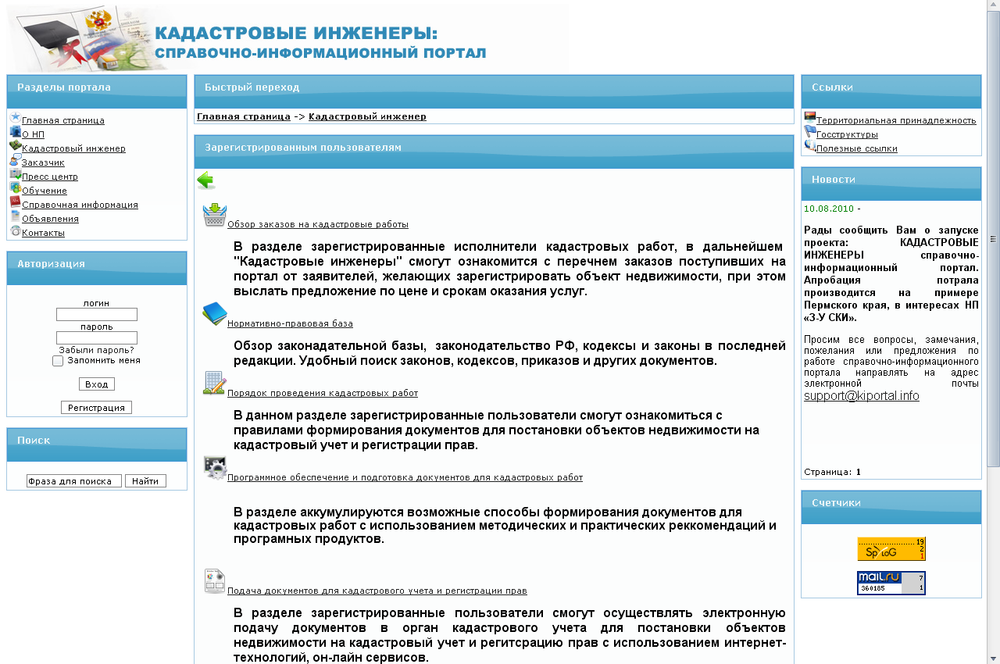 КАДАСТРОВЫЕ ИНЖЕНЕРЫ:
СПРАВОЧНО-ИНФОРМАЦИОННЫЙ ПОРТАЛ
Разделы портала
Главная страница
О НП
Кадастровый инженер
Заказчик
Пресс центр
Обучение
Справочная информация
Объявления
Контакты
Авторизация
логин
пароль
Забыли пароль?
Запомнить меня
Вход
Регистрация
Поиск
Фраза для поиска Найти
Быстрый переход
Главная страница -> Кадастровый инженер
Зарегистрированным пользователям
Обзор заказов на кадастровые работы
В разделе зарегистрированные исполнители кадастровых работ, в дальнейшем
"Кадастровые инженеры" смогут ознакомится с перечнем заказов поступивших на
портал от заявителей, желающих зарегистрировать объект недвижимости, при этом
выслать предложение по цене и срокам оказания услуг.
Нормативно-правовая база
Обзор законадательной базы, законодательство РФ, кодексы и законы в последней
редакции. Удобный поиск законов, кодексов, приказов и других документов.
Порядок проведения кадастровых работ
В данном разделе зарегистрированные пользователи смогут ознакомиться с
правилами формирования документов для постановки объектов недвижимости на
кадастровый учет и регистрации прав.
Программное обеспечение и подготовка документов для кадастровых работ
В разделе аккумулируются возможные способы формирования документов для
кадастровых работ с использованием методических и практических реккомендаций и
програмных продуктов.
Подача документов для кадастрового учета и регистрации прав
В разделе зарегистрированные пользователи смогут осуществлять электронную
подачу документов в орган кадастрового учета для постановки объектов
недвижимости на кадастровый учет и регитсрацию прав с использованием интернет-
технологий, он-лайн сервисов.
Ссылки
Территориальная принадлежность
Госструктуры
Полезные ссылки
Новости
10.08.2010 -
Рады сообщить Вам о запуске
проекта: КАДАСТРОВЫЕ
ИНЖЕНЕРЫ справочно-
информационный портал.
Апробация потрала
производится на примере
Пермского края, в интересах НП
«З-У СКИ».
Просим все вопросы, замечания,
пожелания или предложения по
работе справочно-информационного
портала направлять на адрес
электронной почты
support@kiportal.info
Страница: 1
Счетчики
19
SpyLOG 2
1
mail.ru 7
360185 1